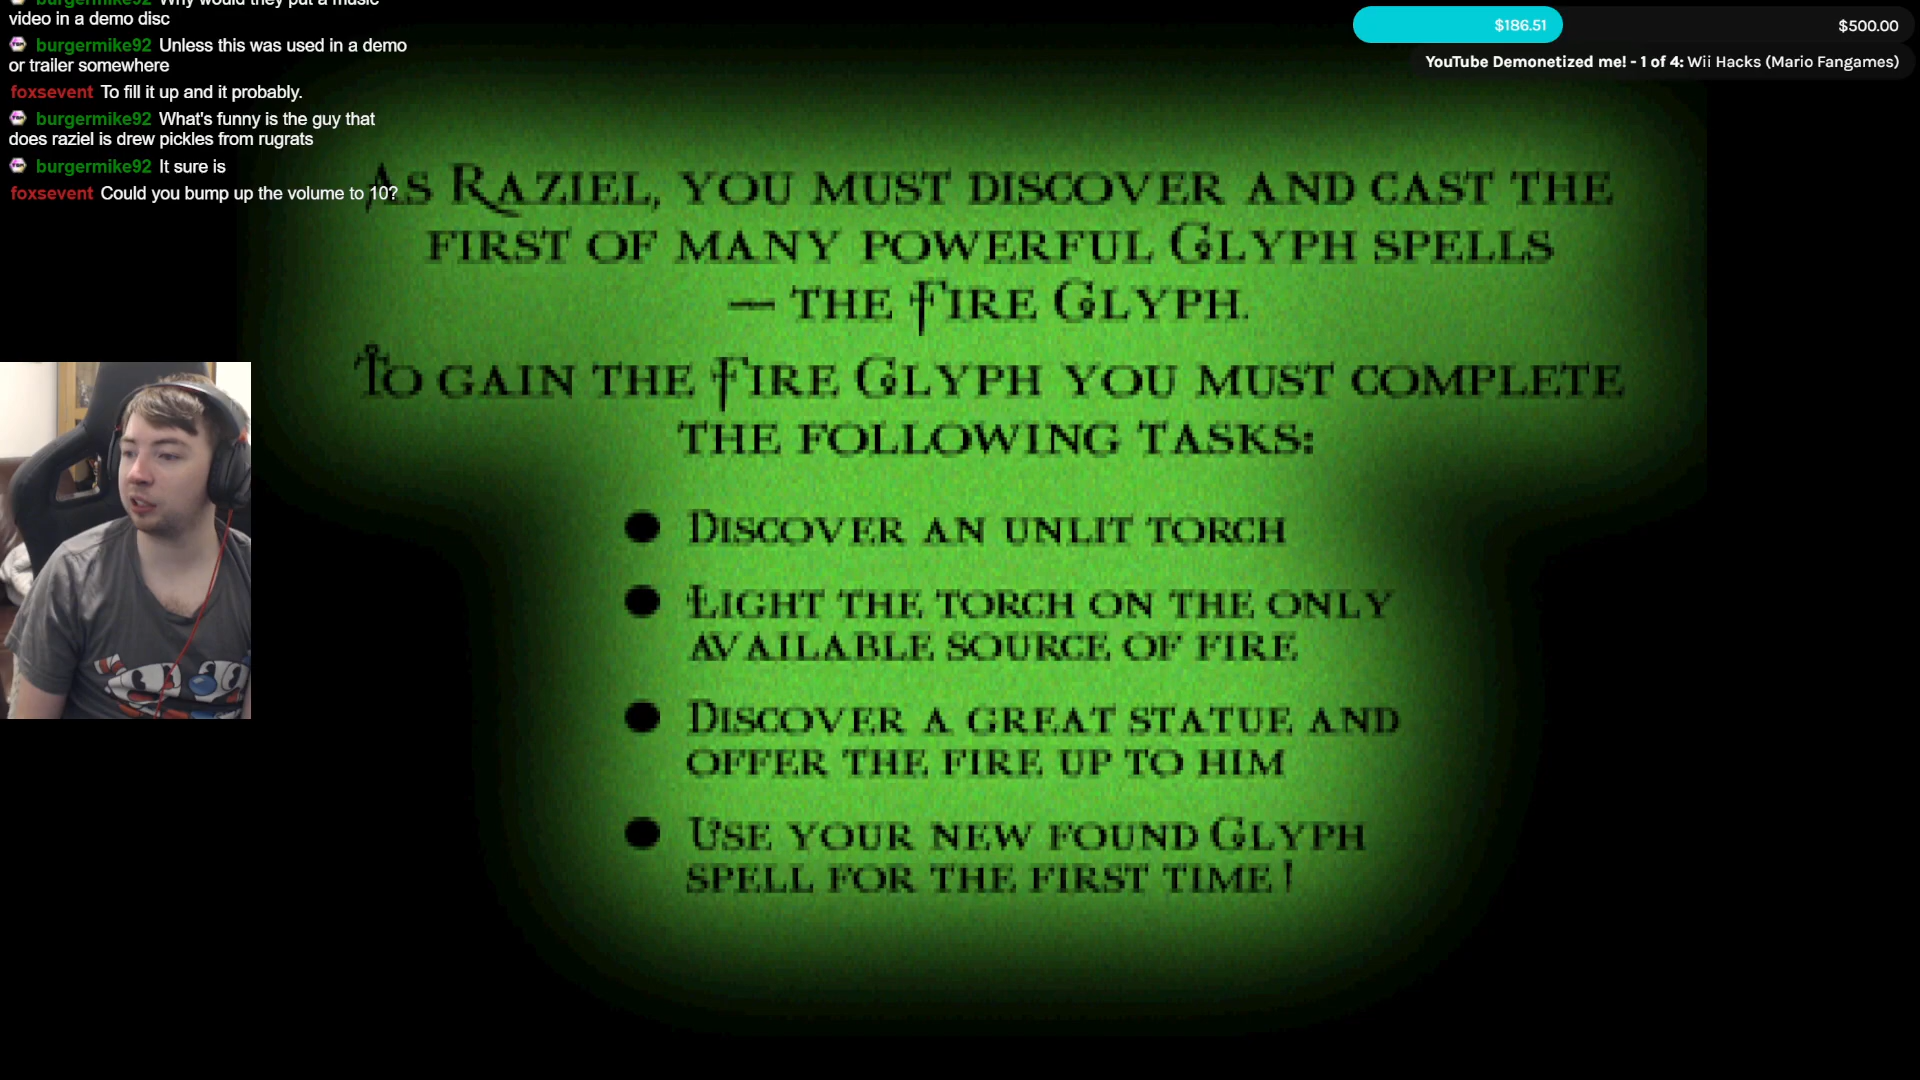 burgermike92 Why would they put a music
video in a demo disc
burgermike92 Unless this was used in a demo
or trailer somewhere
foxsevent To fill it up and it probably.
burgermike92 What's funny is the guy that
does raziel is drew pickles from rugrats
burgermike92 It sure is
foxsevent Could you bump up the volume to 10?
$186.51 $500.00
YouTube Demonetized me! - 1 of 4: Wii Hacks (Mario Fangames)
As Raziel, you must discover and cast the
first of many powerful Glyph spells
— the Fire Glyph.
To gain the Fire Glyph you must complete
the following tasks:
● Discover an unlit torch
● Light the torch on the only
available source of fire
● Discover a great statue and
offer the fire up to him
● Use your new found Glyph
spell for the first time!